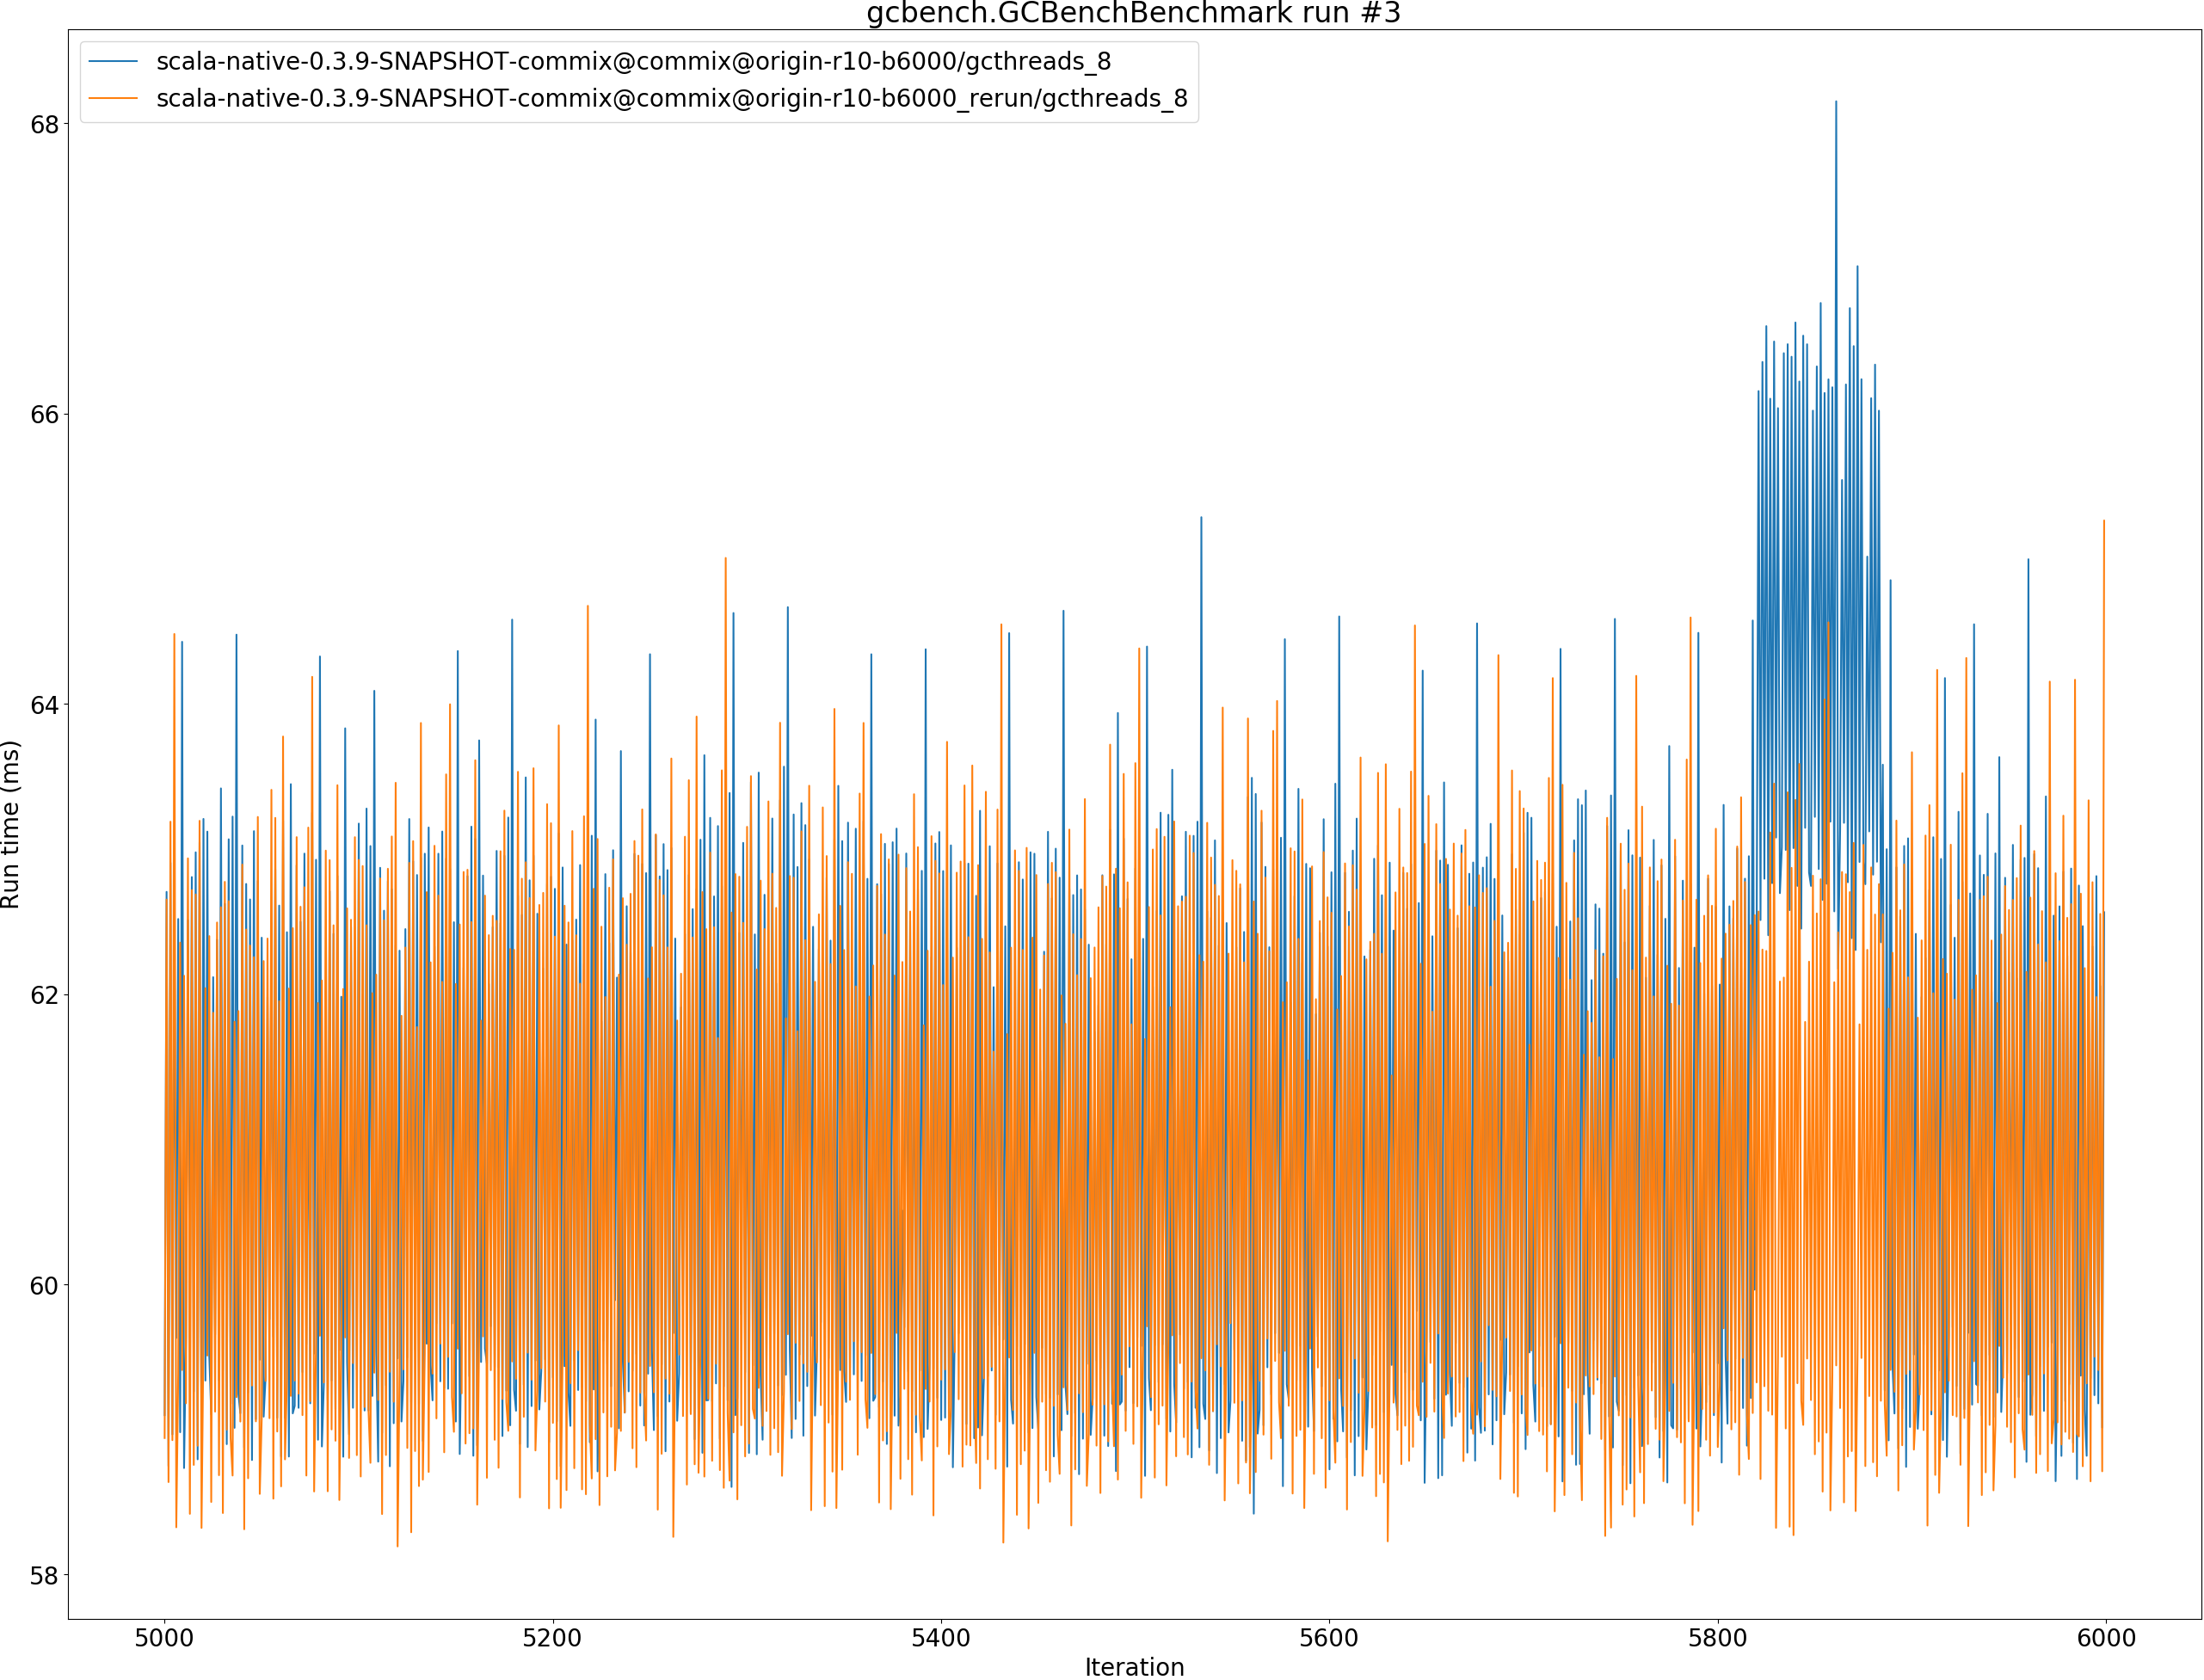 gcbench.GCBenchBenchmark run #3
scala-native-0.3.9-SNAPSHOT-commix@commix@origin-r10-b6000/gcthreads_8
scala-native-0.3.9-SNAPSHOT-commix@commix@origin-r10-b6000_rerun/gcthreads_8
68
66
64
62
60
58
Run time (ms)
5000 5200 5400 5600 5800 6000
Iteration